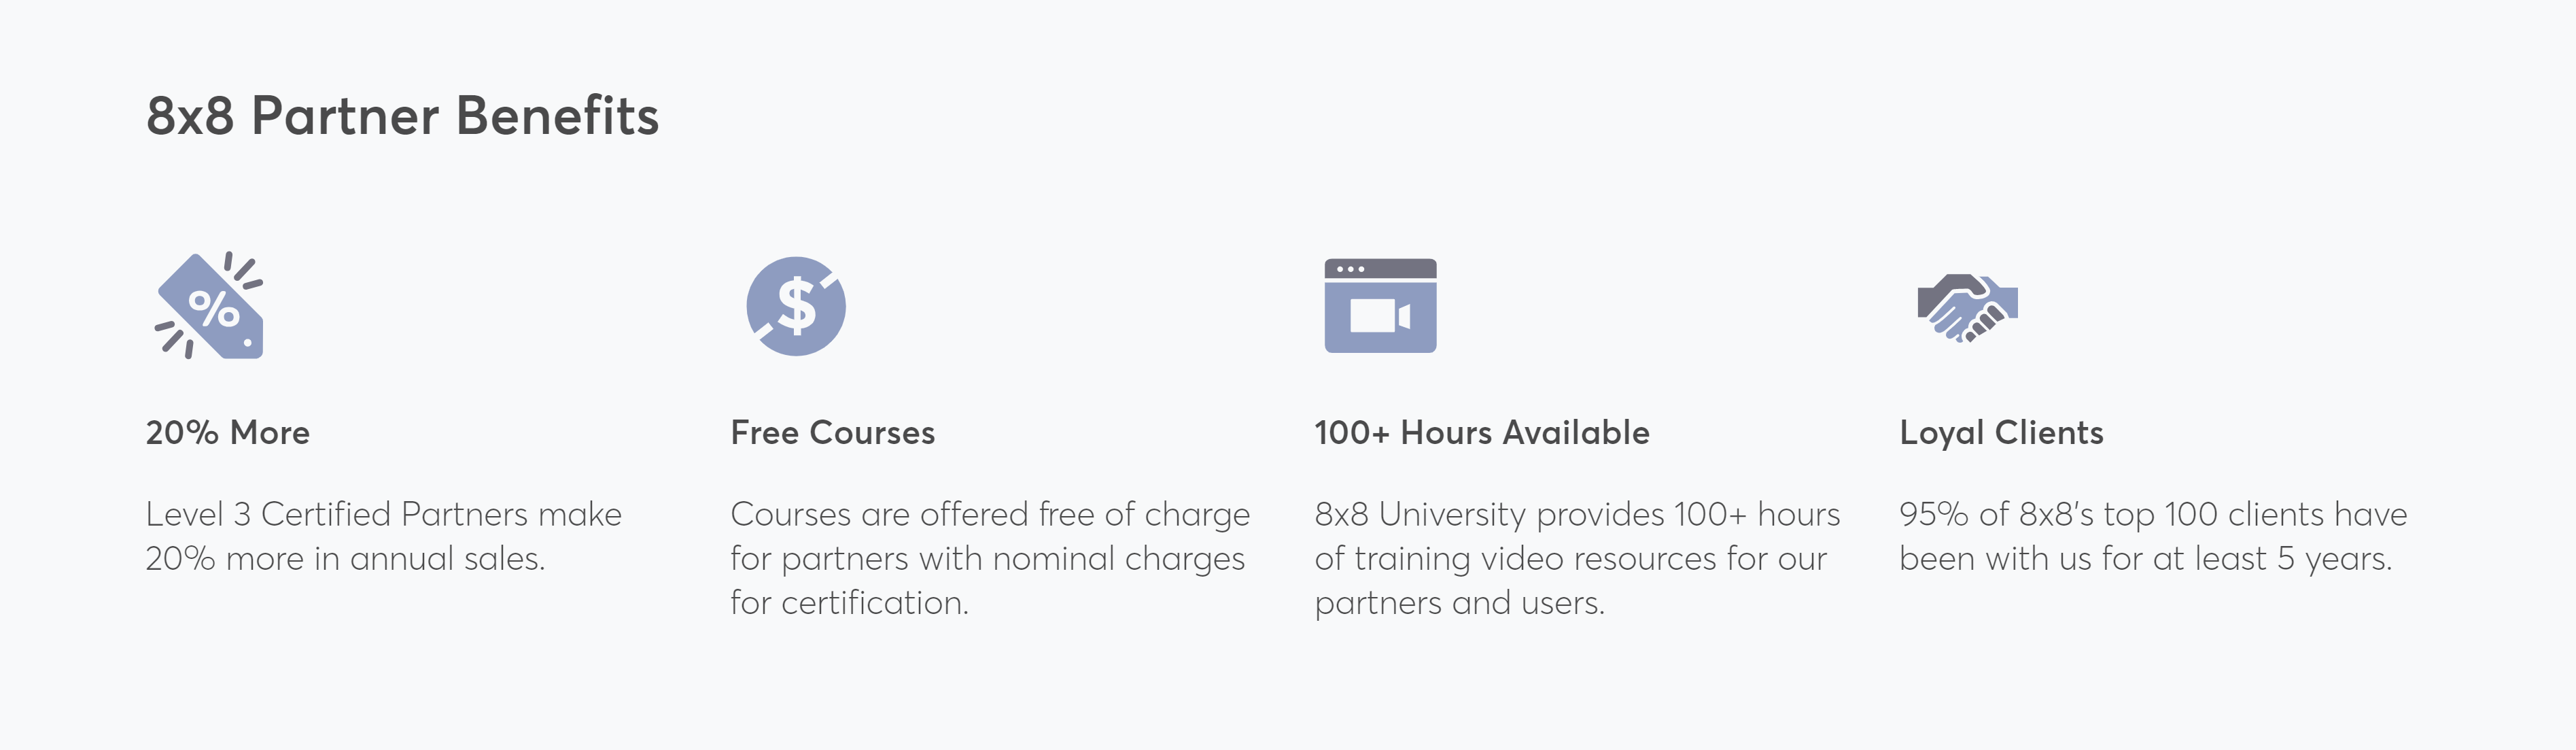 8x8 Partner Benefits
%
$
20% More
Level 3 Certified Partners make
20% more in annual sales.
Free Courses
Courses are offered free of charge
for partners with nominal charges
for certification.
100+ Hours Available
8x8 University provides 100+ hours
of training video resources for our
partners and users.
Loyal Clients
95% of 8x8's top 100 clients have
been with us for at least 5 years.